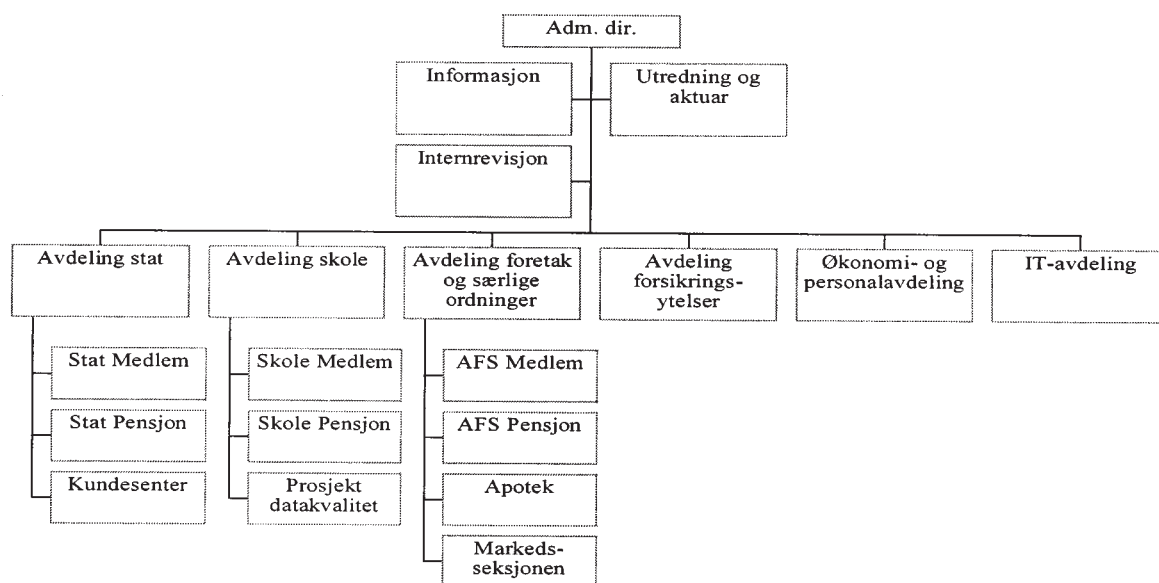 Adm. dir.
Informasjon
Utredning og
aktuar
Internrevisjon
Avdeling stat
Avdeling skole
Avdeling foretak
og særlige
ordninger
Avdeling
forsikrings-
ytelser
Økonomi- og
personalavdeling
IT-avdeling
Stat Medlem
Skole Medlem
AFS Medlem
Stat Pensjon
Skole Pensjon
AFS Pensjon
Kundesenter
Prosjekt
datakvalitet
Apotek
Markeds-
seksjonen